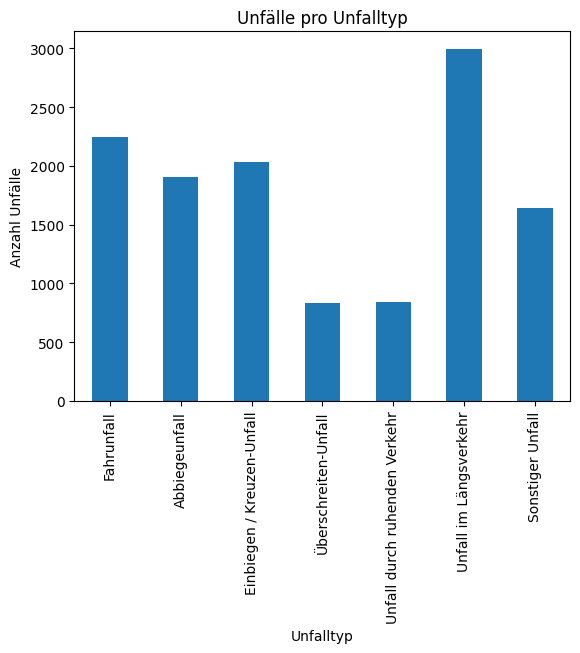 Unfälle pro Unfalltyp
Anzahl Unfälle
3000
2500
2000
1500
1000
500
0
Fahrunfall
Abbiegeunfall
Einbiegen / Kreuzen-Unfall
Überschreiten-Unfall
Unfall durch ruhenden Verkehr
Unfall im Längsverkehr
Sonstiger Unfall
Unfalltyp